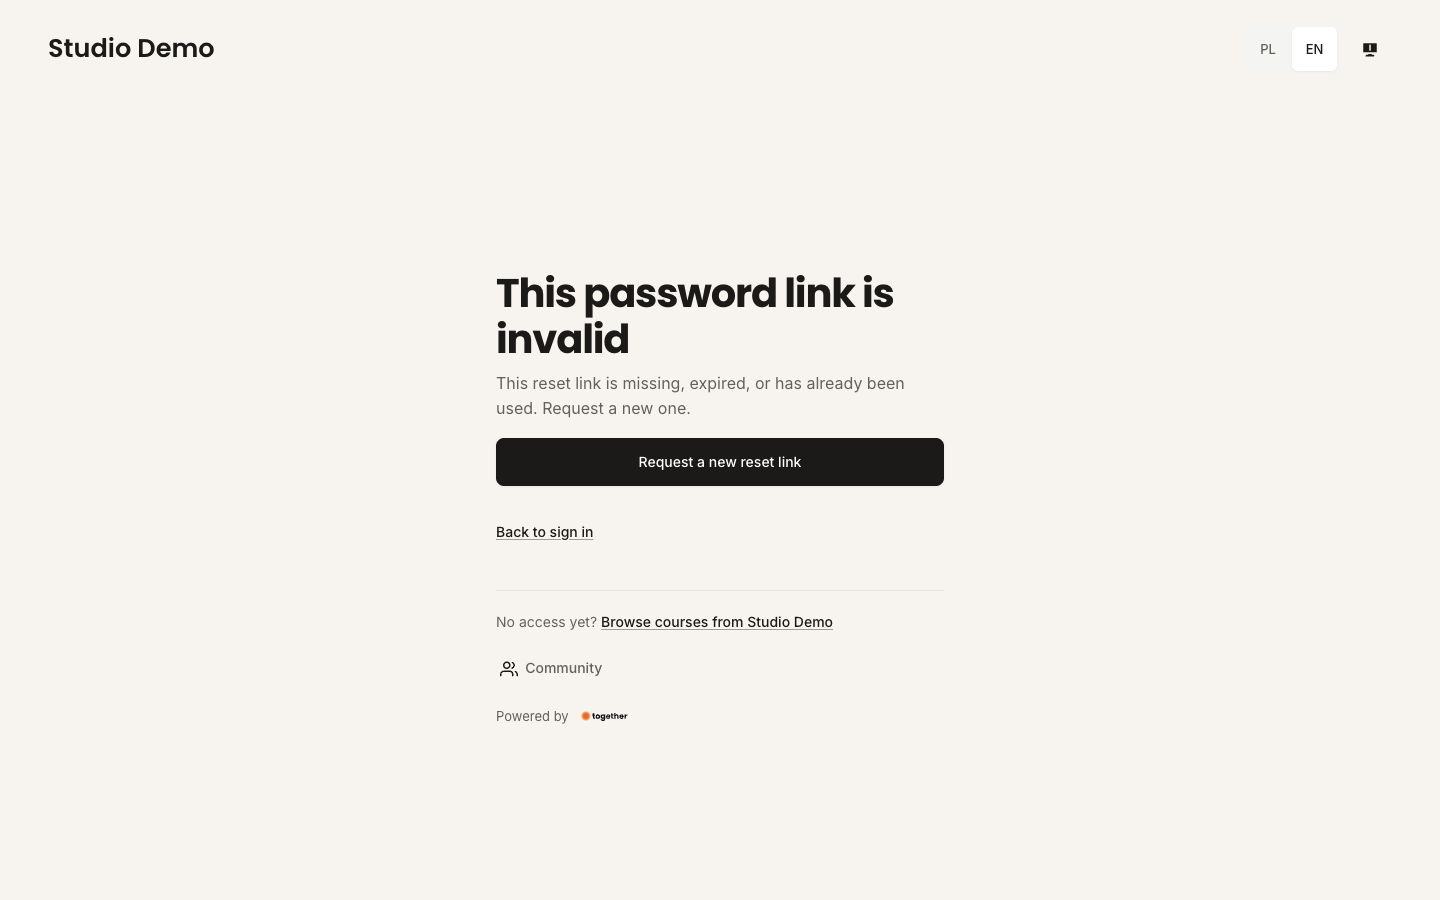 Studio Demo
PL
EN
This password link is
invalid
This reset link is missing, expired, or has already been
used. Request a new one.
Request a new reset link
Back to sign in
No access yet? Browse courses from Studio Demo
Community
Powered by together